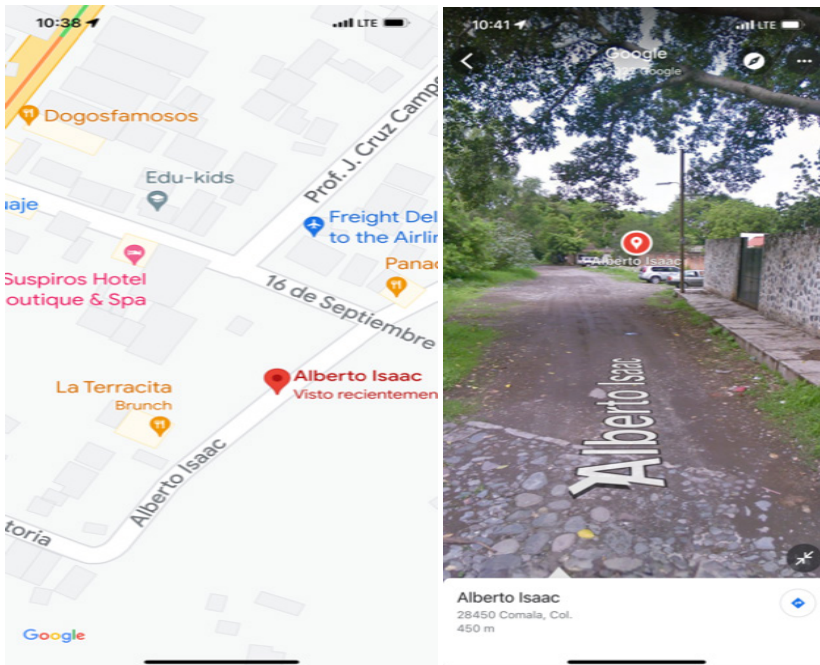 10:38
LTE
Dogosfamosos
Edu-kids
Prof. J. Cruz Camp
uaje
Freight Del
to the Airlin
Suspiros Hotel
outique & Spa
Panad
16 de Septiembre
Alberto Isaac
Visto recientemen
La Terracita
Brunch
Alberto Isaac
toria
Google
10:41
LTE
Google
Google
Alberto Isaac
Alberto Isaac
Alberto Isaac
28450 Comala, Col.
450 m